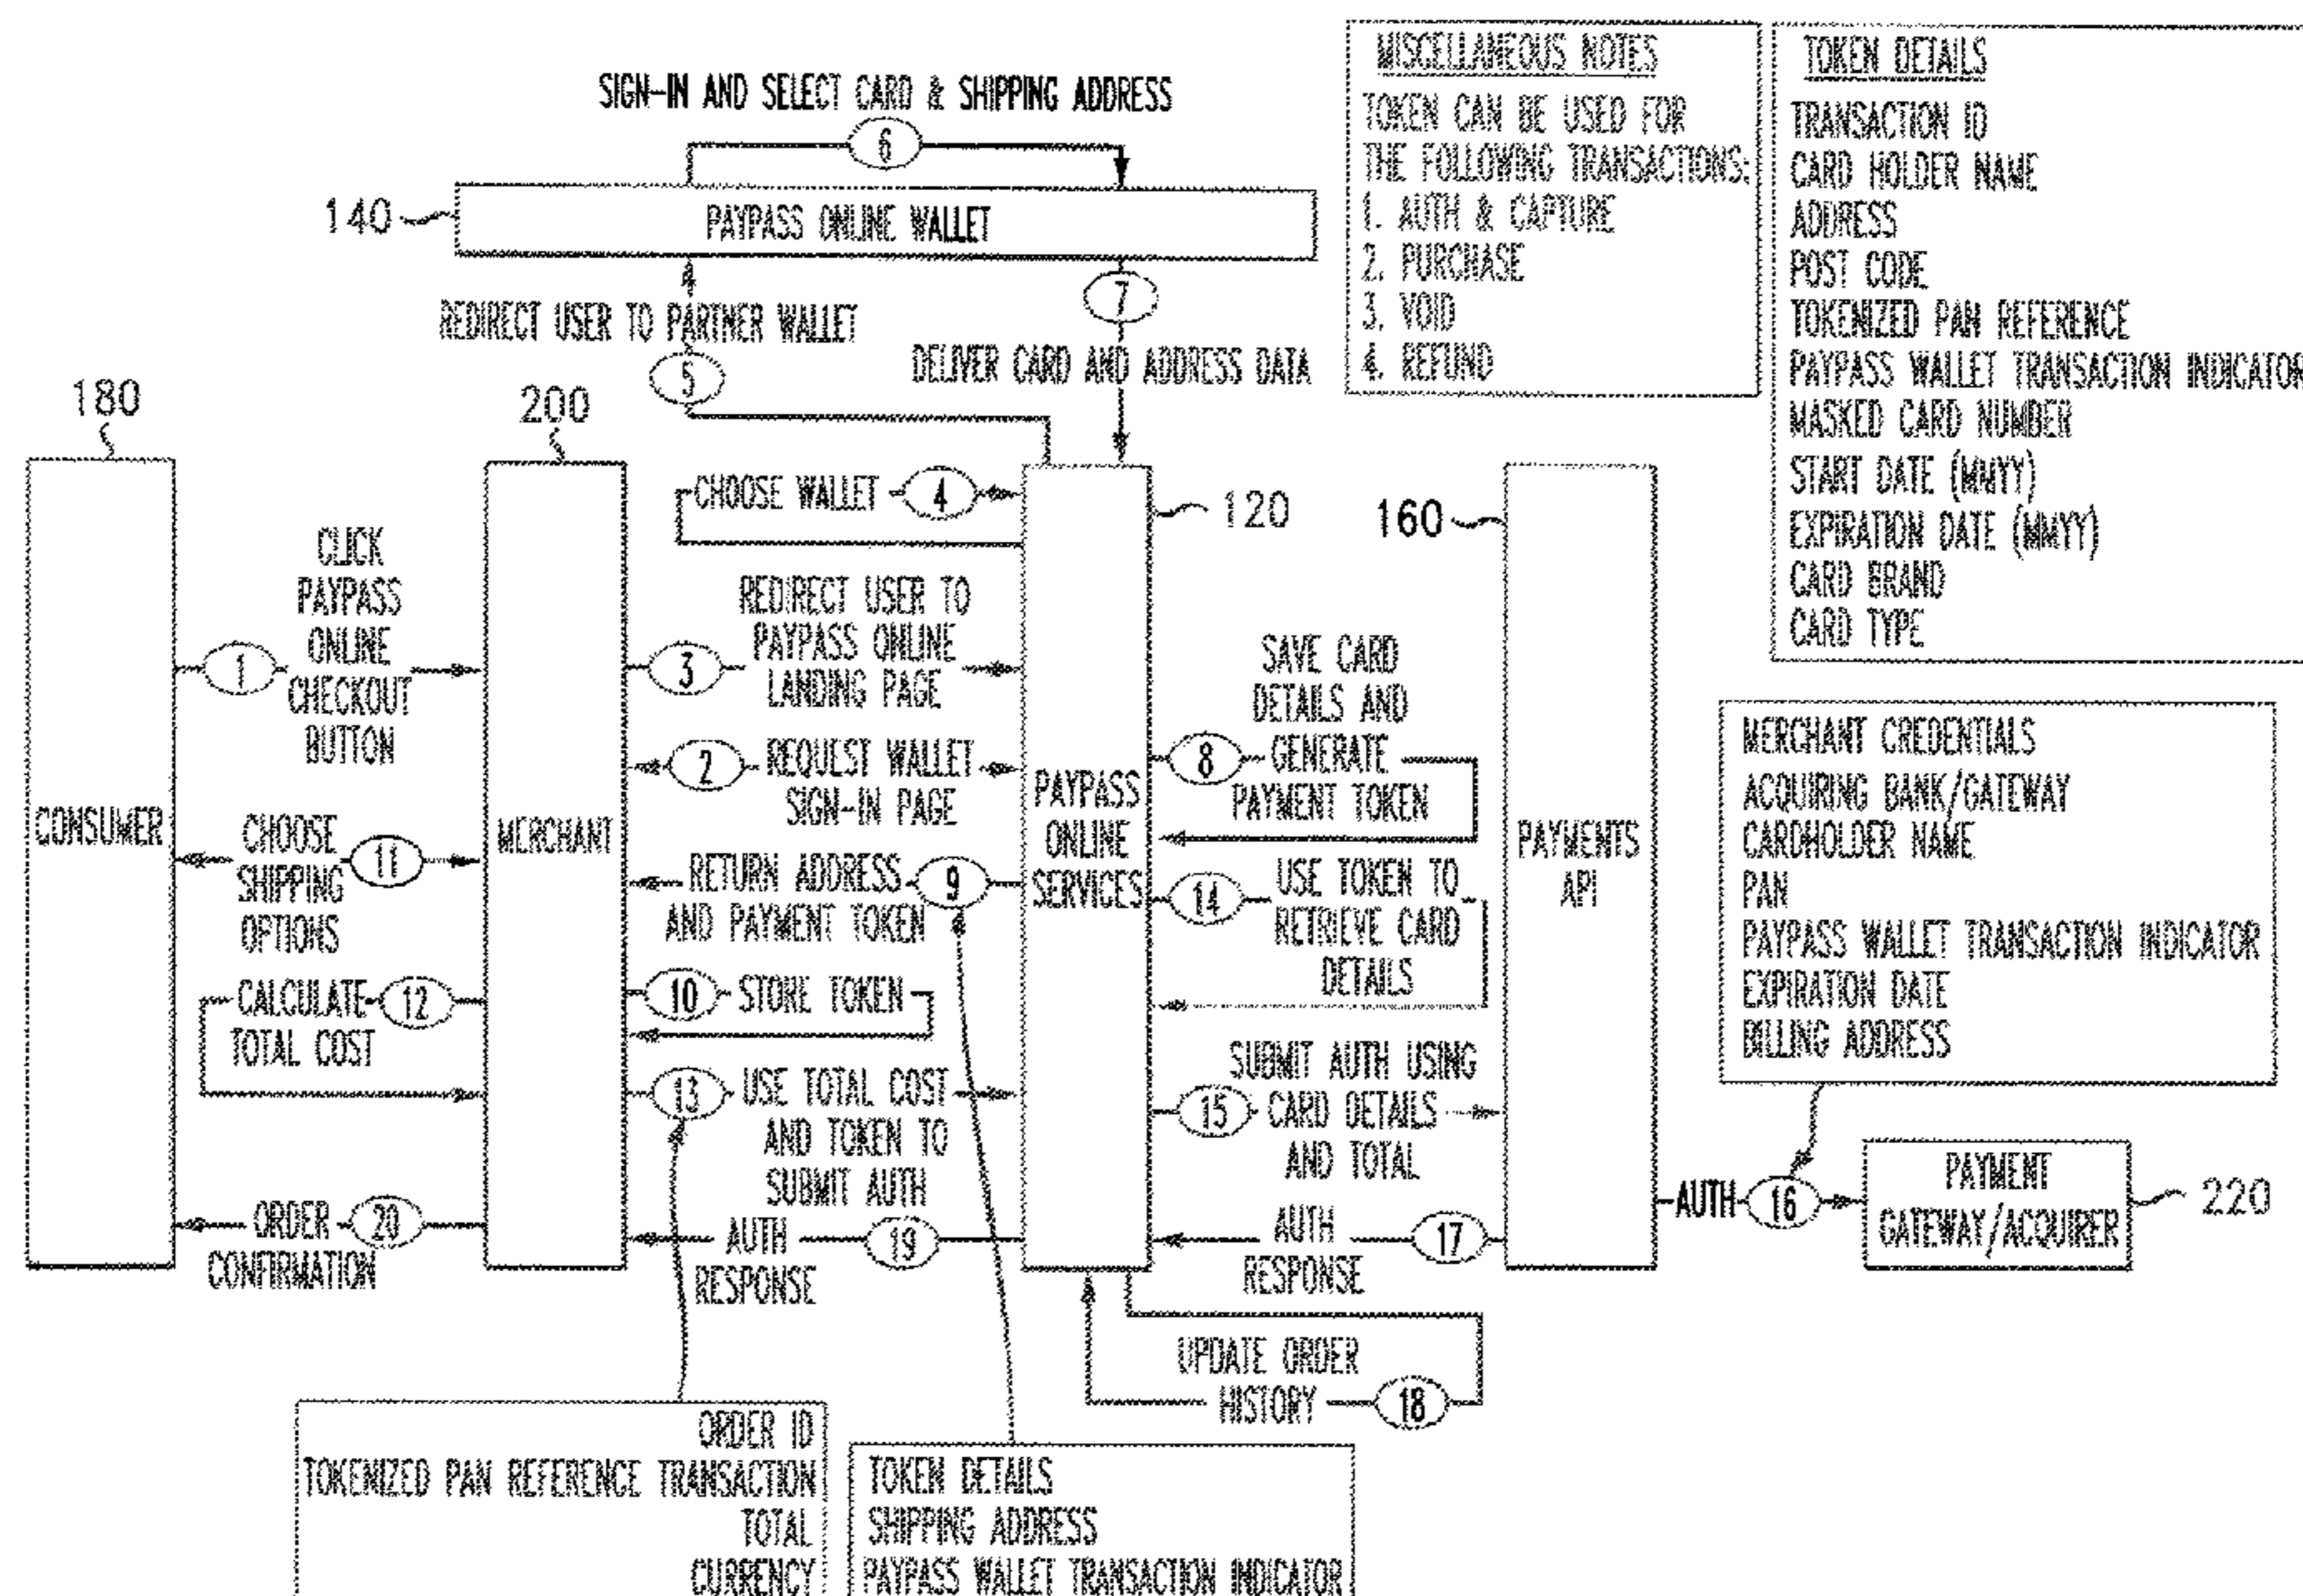 SIGN-IN AND SELECT CARD & SHIPPING ADDRESS
6
140
PAYPASS ONLINE WALLET
REDIRECT USER TO PARTNER WALLET
5
7
DELIVER CARD AND ADDRESS DATA
MISCELLANEOUS NOTES
TOKEN CAN BE USED FOR
THE FOLLOWING TRANSACTIONS:
1. AUTH & CAPTURE
2. PURCHASE
3. VOID
4. REFUND
TOKEN DETAILS
TRANSACTION ID
CARD HOLDER NAME
ADDRESS
POST CODE
TOKENIZED PAN REFERENCE
PAYPASS WALLET TRANSACTION INDICATOR
MASKED CARD NUMBER
START DATE (MMYY)
EXPIRATION DATE (MMYY)
CARD BRAND
CARD TYPE
180
CONSUMER
200
MERCHANT
120
PAYPASS
ONLINE
SERVICES
160
PAYMENTS
API
1
CLICK
PAYPASS
ONLINE
CHECKOUT
BUTTON
CHOOSE
SHIPPING
OPTIONS
11
CALCULATE
TOTAL COST
12
ORDER
CONFIRMATION
20
CHOOSE WALLET
4
3
REDIRECT USER TO
PAYPASS ONLINE
LANDING PAGE
2
REQUEST WALLET
SIGN-IN PAGE
RETURN ADDRESS
AND PAYMENT TOKEN
9
10
STORE TOKEN
13
USE TOTAL COST
AND TOKEN TO
SUBMIT AUTH
AUTH
RESPONSE
19
8
SAVE CARD
DETAILS AND
GENERATE
PAYMENT TOKEN
14
USE TOKEN TO
RETRIEVE CARD
DETAILS
15
SUBMIT AUTH USING
CARD DETAILS
AND TOTAL
AUTH
RESPONSE
17
UPDATE ORDER
HISTORY
18
MERCHANT CREDENTIALS
ACQUIRING BANK/GATEWAY
CARDHOLDER NAME
PAN
PAYPASS WALLET TRANSACTION INDICATOR
EXPIRATION DATE
BILLING ADDRESS
AUTH
16
PAYMENT
GATEWAY/ACQUIRER
220
ORDER ID
TOKENIZED PAN REFERENCE TRANSACTION
TOTAL
CURRENCY
TOKEN DETAILS
SHIPPING ADDRESS
PAYPASS WALLET TRANSACTION INDICATOR